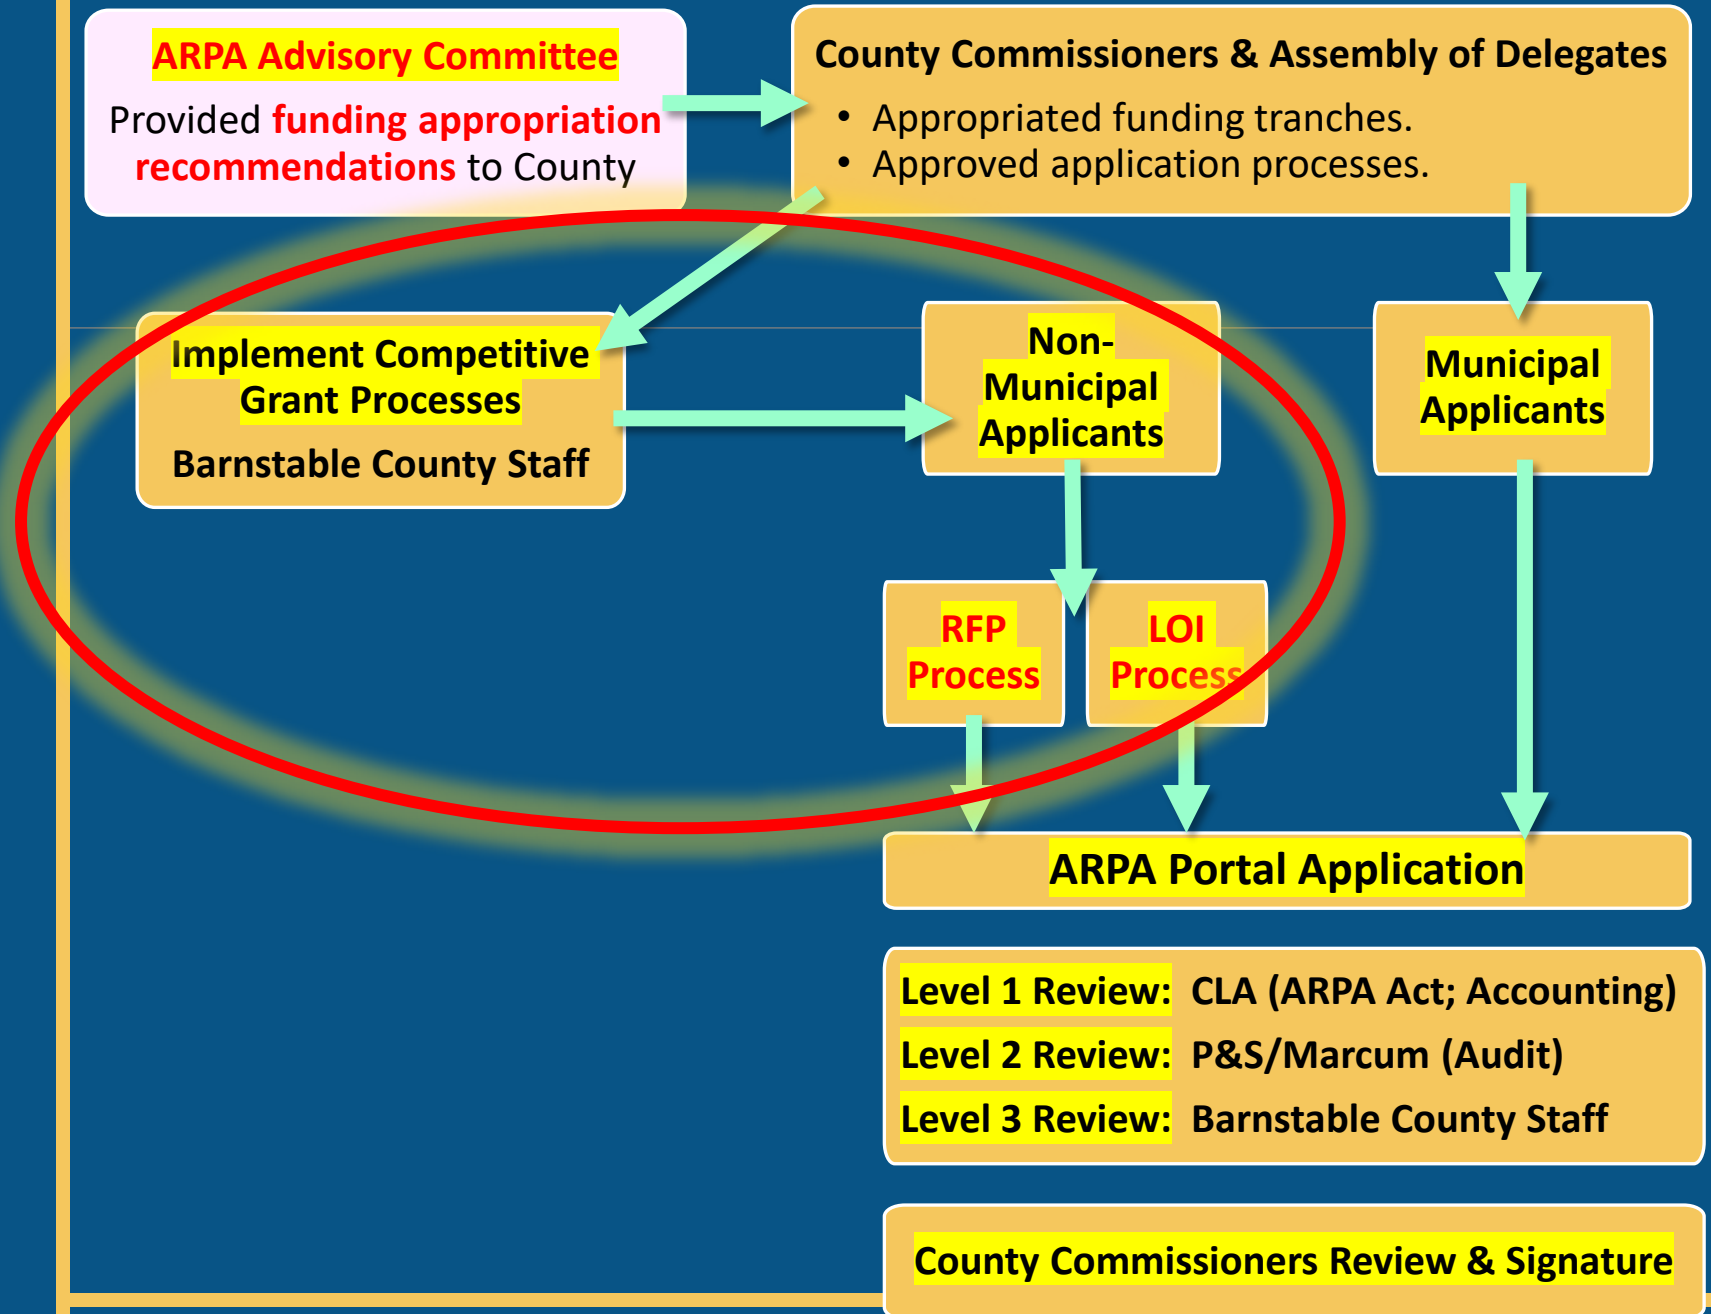 ARPA Advisory Committee
Provided funding appropriation
recommendations to County
County Commissioners & Assembly of Delegates
• Appropriated funding tranches.
• Approved application processes.
Implement Competitive
Grant Processes
Barnstable County Staff
Non-
Municipal
Applicants
Municipal
Applicants
RFP
Process
LOI
Process
ARPA Portal Application
Level 1 Review: CLA (ARPA Act; Accounting)
Level 2 Review: P&S/Marcum (Audit)
Level 3 Review: Barnstable County Staff
County Commissioners Review & Signature